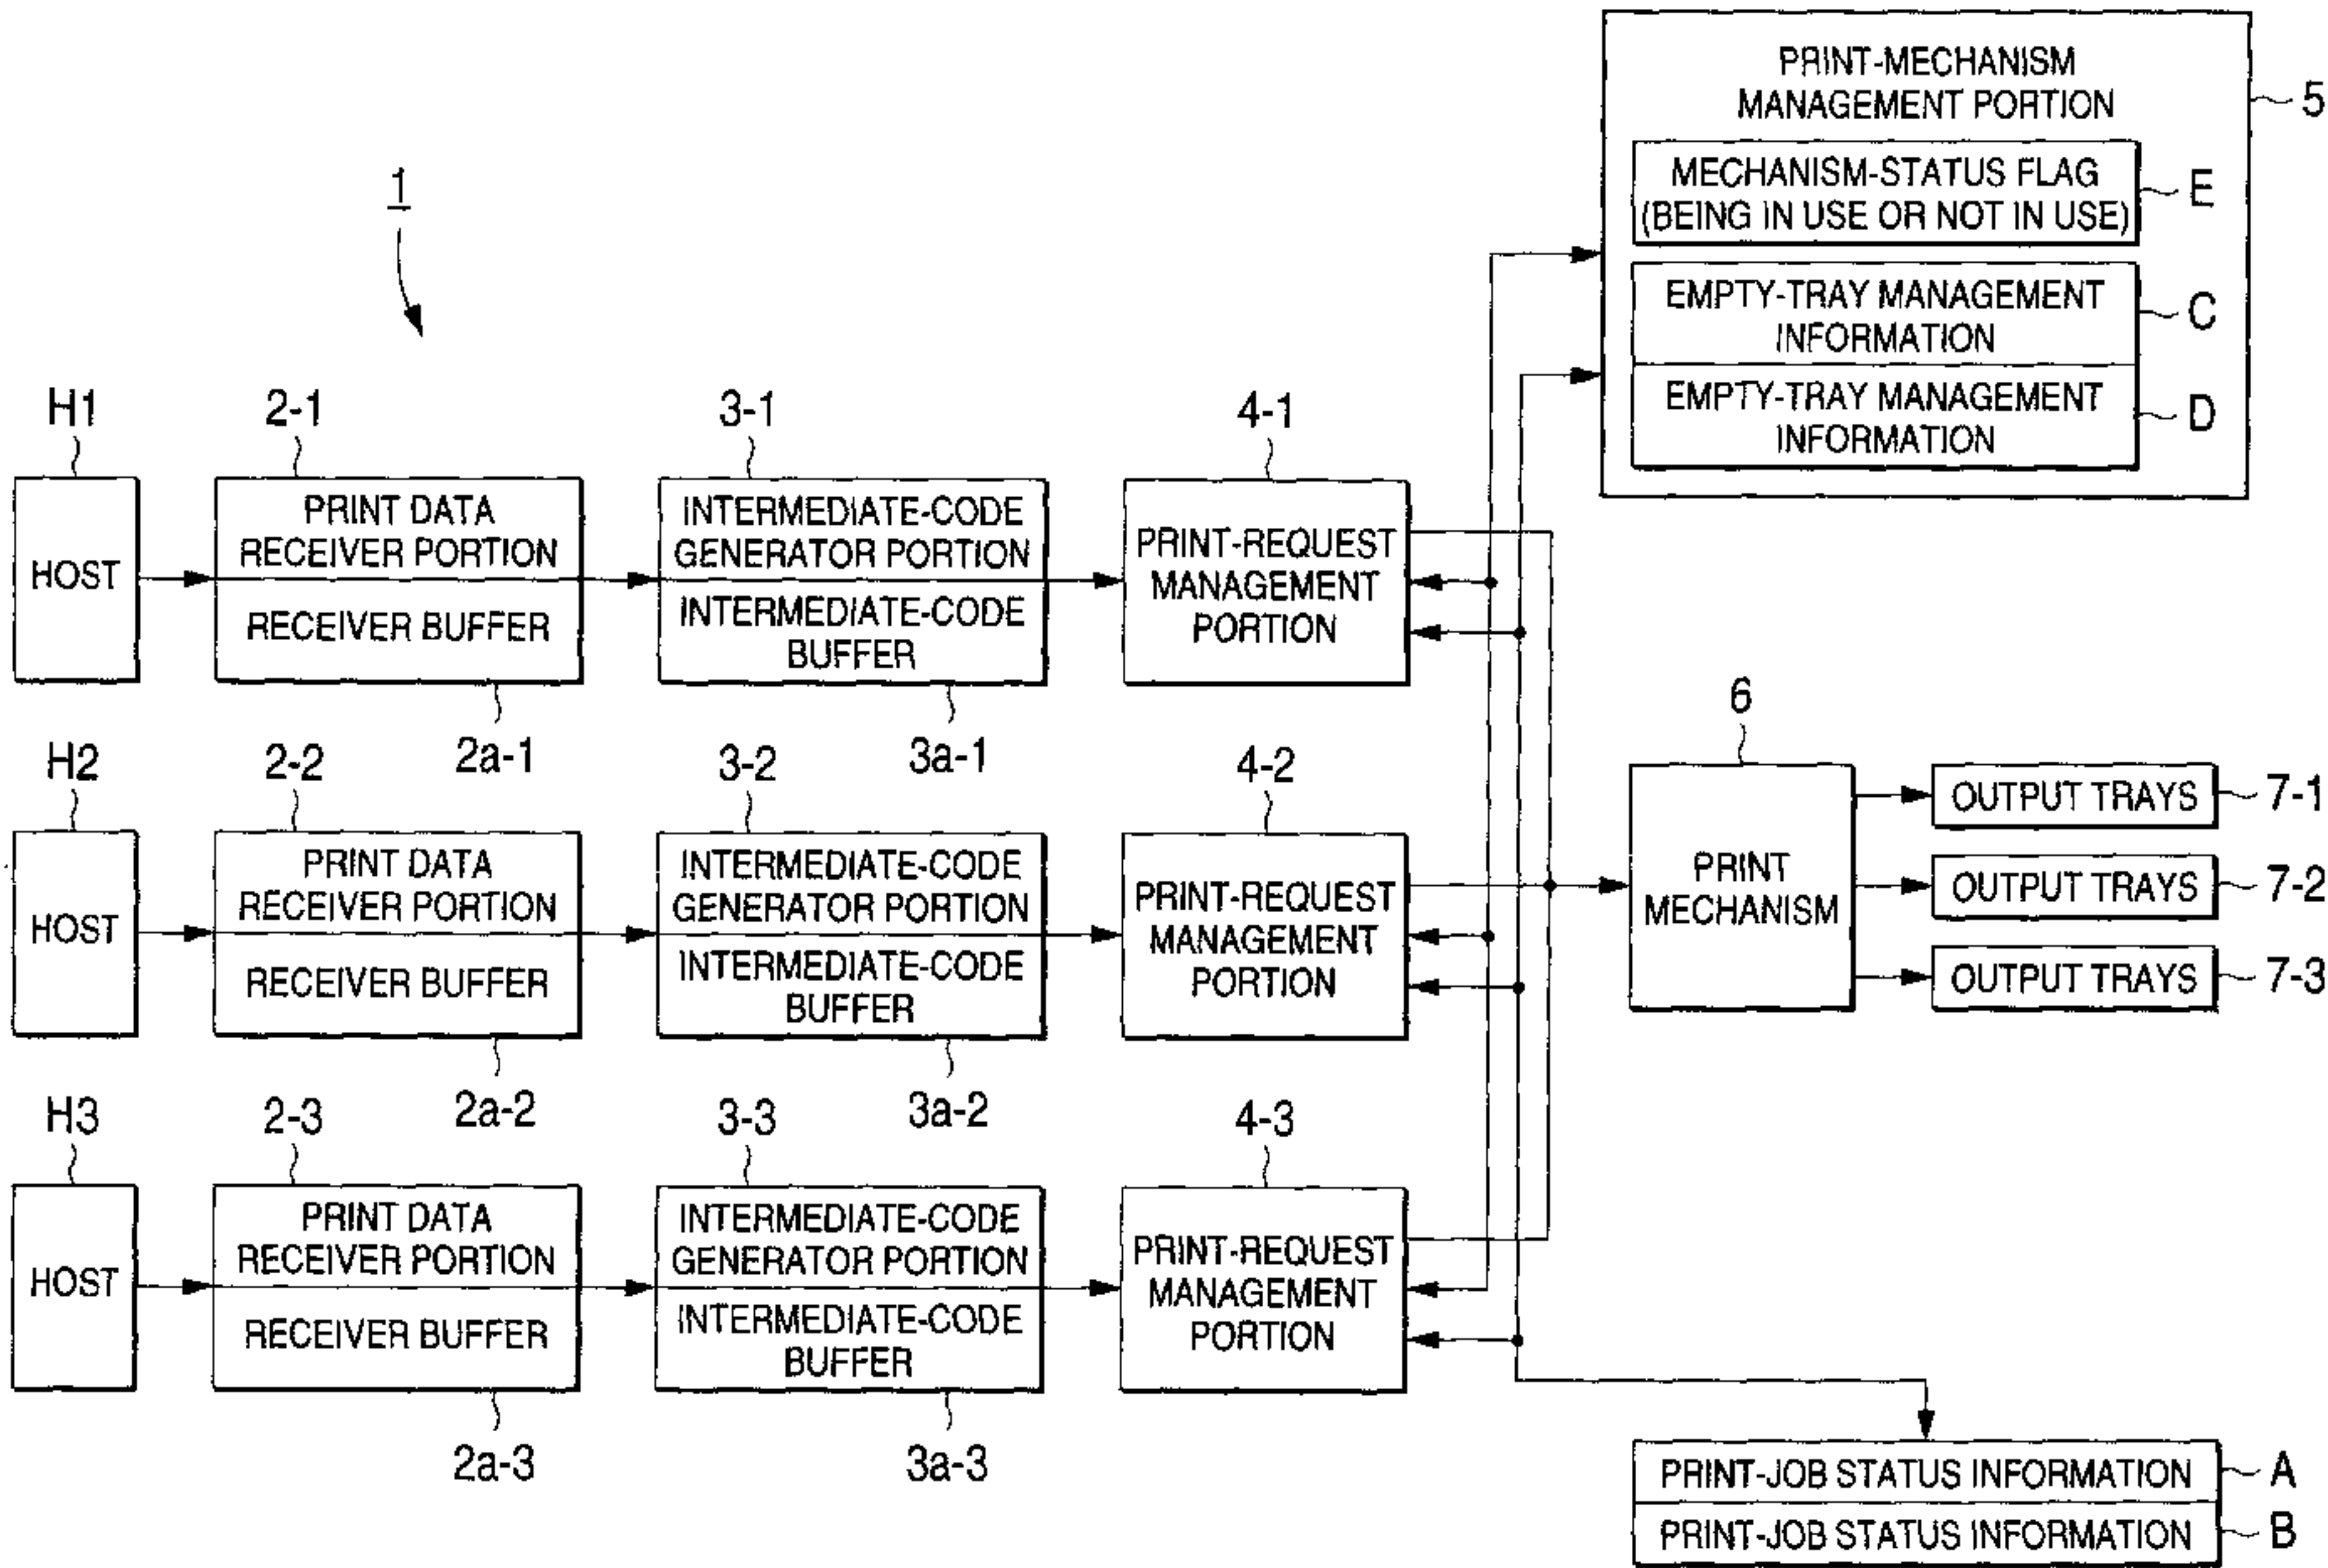 PRINT-MECHANISM
MANAGEMENT PORTION
5
MECHANISM-STATUS FLAG
(BEING IN USE OR NOT IN USE)
E
EMPTY-TRAY MANAGEMENT
INFORMATION
C
EMPTY-TRAY MANAGEMENT
INFORMATION
D
1
H1
2-1
3-1
4-1
HOST
PRINT DATA
RECEIVER PORTION
RECEIVER BUFFER
INTERMEDIATE-CODE
GENERATOR PORTION
INTERMEDIATE-CODE
BUFFER
PRINT-REQUEST
MANAGEMENT
PORTION
2a-1
3a-1
H2
2-2
3-2
4-2
HOST
PRINT DATA
RECEIVER PORTION
RECEIVER BUFFER
INTERMEDIATE-CODE
GENERATOR PORTION
INTERMEDIATE-CODE
BUFFER
PRINT-REQUEST
MANAGEMENT
PORTION
2a-2
3a-2
6
PRINT
MECHANISM
OUTPUT TRAYS
7-1
OUTPUT TRAYS
7-2
OUTPUT TRAYS
7-3
H3
2-3
3-3
4-3
HOST
PRINT DATA
RECEIVER PORTION
RECEIVER BUFFER
INTERMEDIATE-CODE
GENERATOR PORTION
INTERMEDIATE-CODE
BUFFER
PRINT-REQUEST
MANAGEMENT
PORTION
2a-3
3a-3
PRINT-JOB STATUS INFORMATION
A
PRINT-JOB STATUS INFORMATION
B